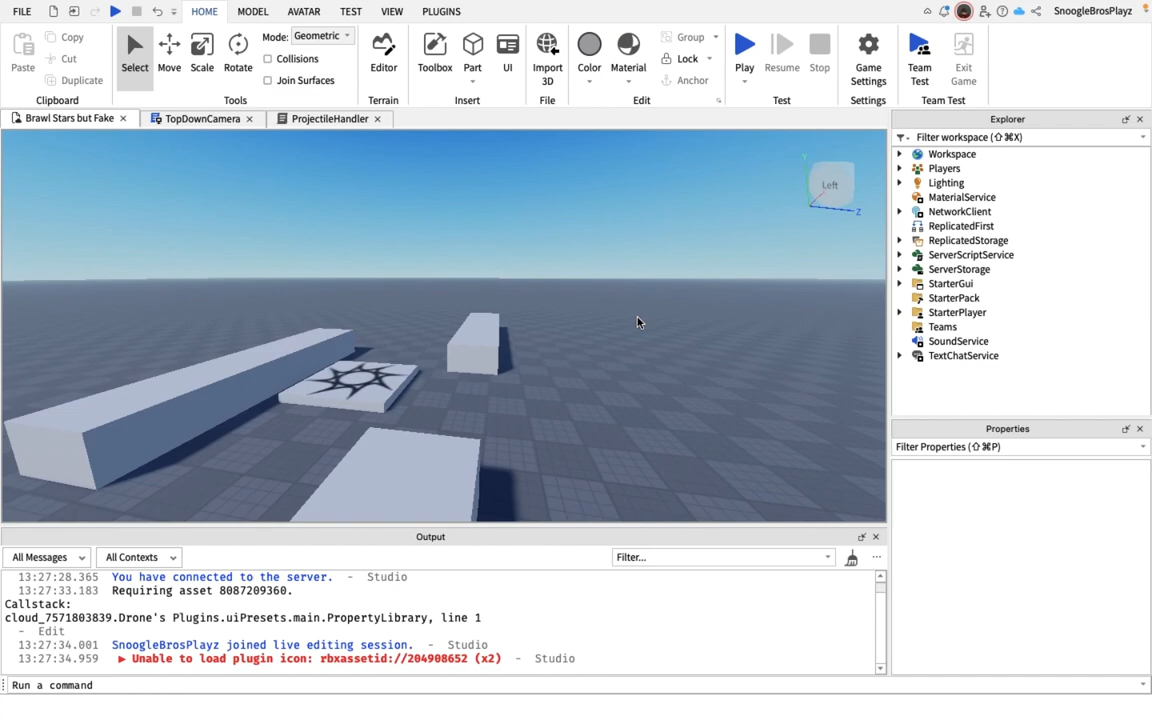 FILE HOME MODEL AVATAR TEST VIEW PLUGINS SnoogleBrosPlayz
Paste Copy Cut Duplicate
Clipboard
Select Move Scale Rotate
Mode: Geometric
Collisions
Join Surfaces
Tools
Editor
Terrain
Toolbox Part UI
Insert
Import 3D
File
Color Material Group Lock Anchor
Edit
Play Resume Stop
Test
Game Settings
Settings
Team Test Exit Game
Team Test
Brawl Stars but Fake TopDownCamera ProjectileHandler
Y
Left
Z
Explorer
Filter workspace (⇧⌘X)
Workspace
Players
Lighting
MaterialService
NetworkClient
ReplicatedFirst
ReplicatedStorage
ServerScriptService
ServerStorage
StarterGui
StarterPack
StarterPlayer
Teams
SoundService
TextChatService
Properties
Filter Properties (⇧⌘P)
Output
All Messages All Contexts Filter... ...
13:27:28.365 You have connected to the server. - Studio
13:27:33.183 Requiring asset 8087209360.
Callstack:
cloud_7571803839.Drone's Plugins.uiPresets.main.PropertyLibrary, line 1
- Edit
13:27:34.001 SnoogleBrosPlayz joined live editing session. - Studio
13:27:34.959 Unable to load plugin icon: rbxassetid://204908652 (x2) - Studio
Run a command